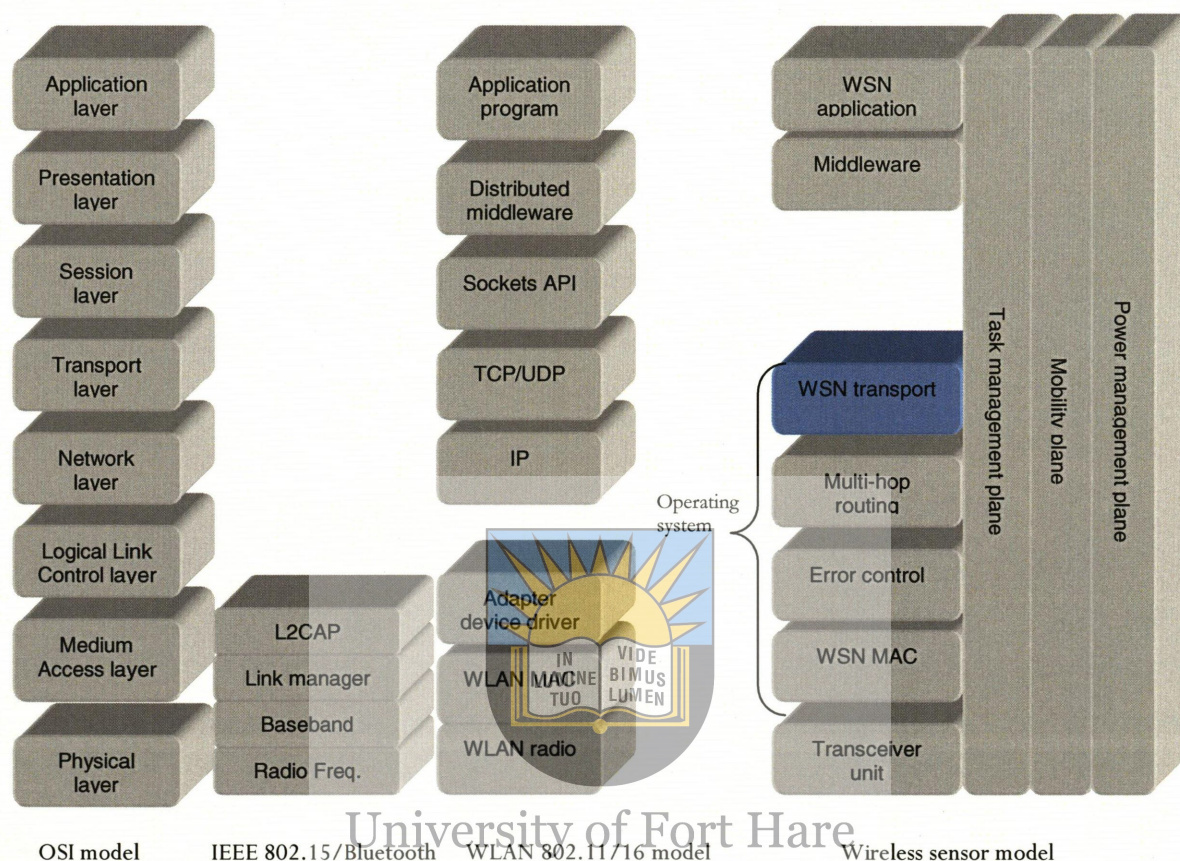 Application
layer
Presentation
layer
Session
layer
Transport
layer
Network
layer
Logical Link
Control layer
Medium
Access layer
Physical
layer
OSI model
L2CAP
Link manager
Baseband
Radio Freq.
IEEE 802.15/Bluetooth
Application
program
Distributed
middleware
Sockets API
TCP/UDP
IP
Adapter
device driver
WLAN MAC
WLAN radio
WLAN 802.11/16 model
Operating
system
WSN
application
Middleware
WSN transport
Multi-hop
routing
Error control
WSN MAC
Transceiver
unit
Task management plane
Mobility plane
Power management plane
Wireless sensor model
IN
TUO
VIDE
BIMUS
LUMEN
University of Fort Hare